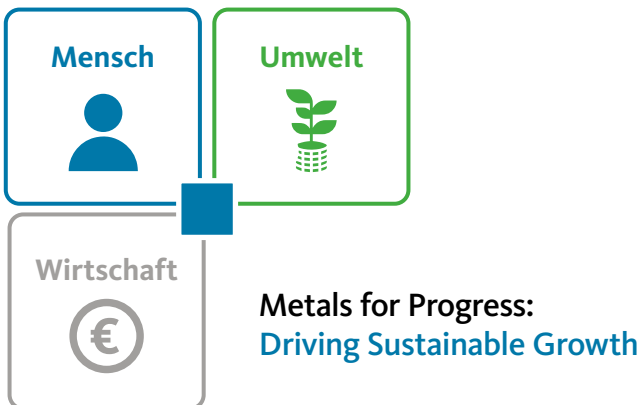 Mensch
Umwelt
Wirtschaft
€
Metals for Progress:
Driving Sustainable Growth